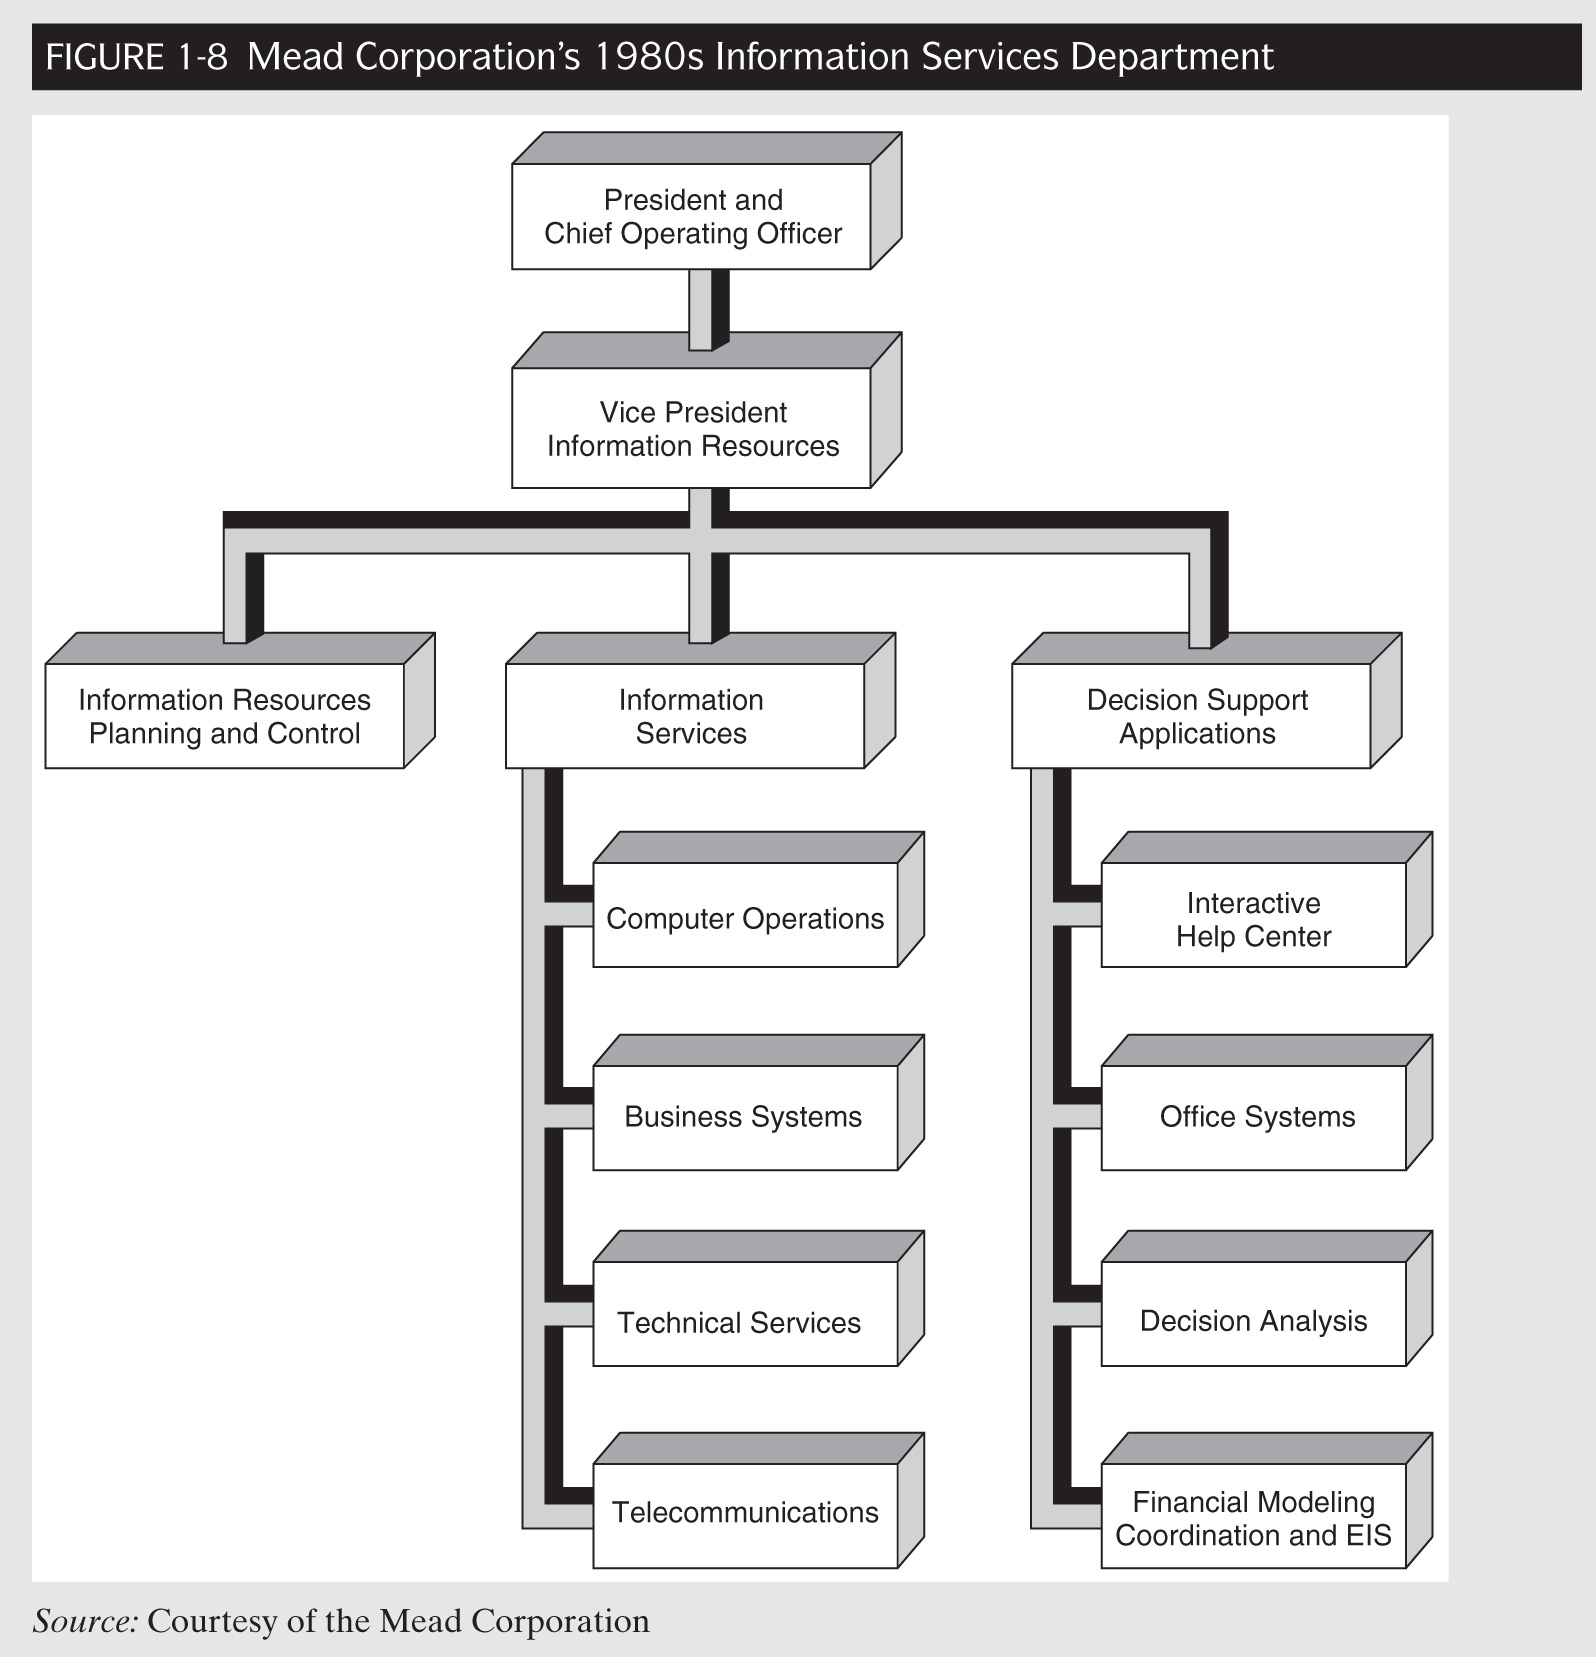 FIGURE 1-8 Mead Corporation's 1980s Information Services Department
President and
Chief Operating Officer
Vice President
Information Resources
Information Resources
Planning and Control
Information
Services
Decision Support
Applications
Computer Operations
Business Systems
Technical Services
Telecommunications
Interactive
Help Center
Office Systems
Decision Analysis
Financial Modeling
Coordination and EIS
Source: Courtesy of the Mead Corporation